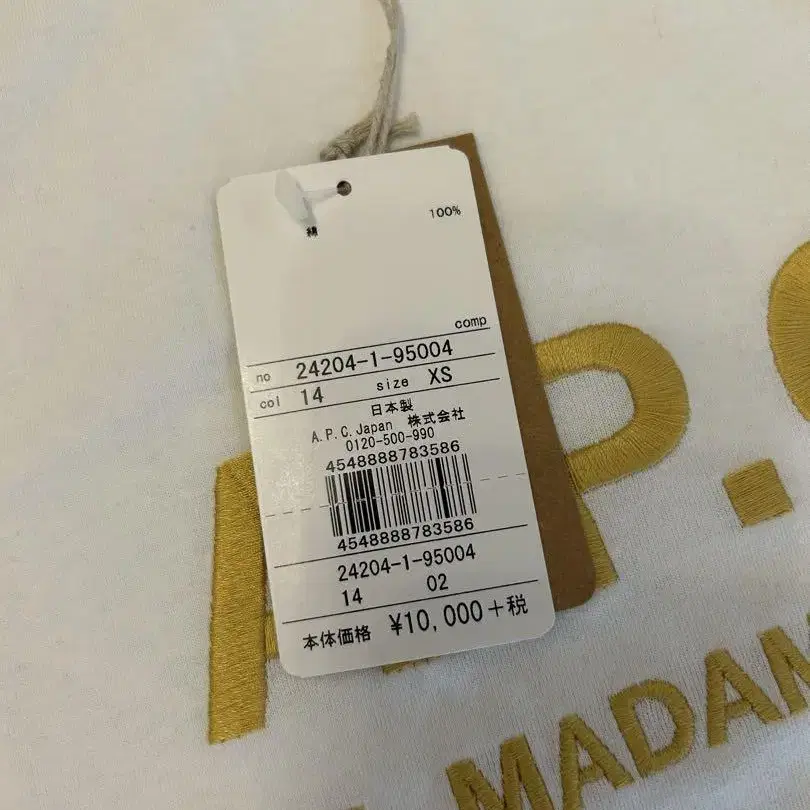 綿 100%
comp
no 24204-1-95004
col 14 size XS
日本製
A.P.C.Japan 株式会社
0120-500-990
4548888783586
4548888783586
24204-1-95004
14 02
本体価格 ¥10,000+税
P.
MADAM